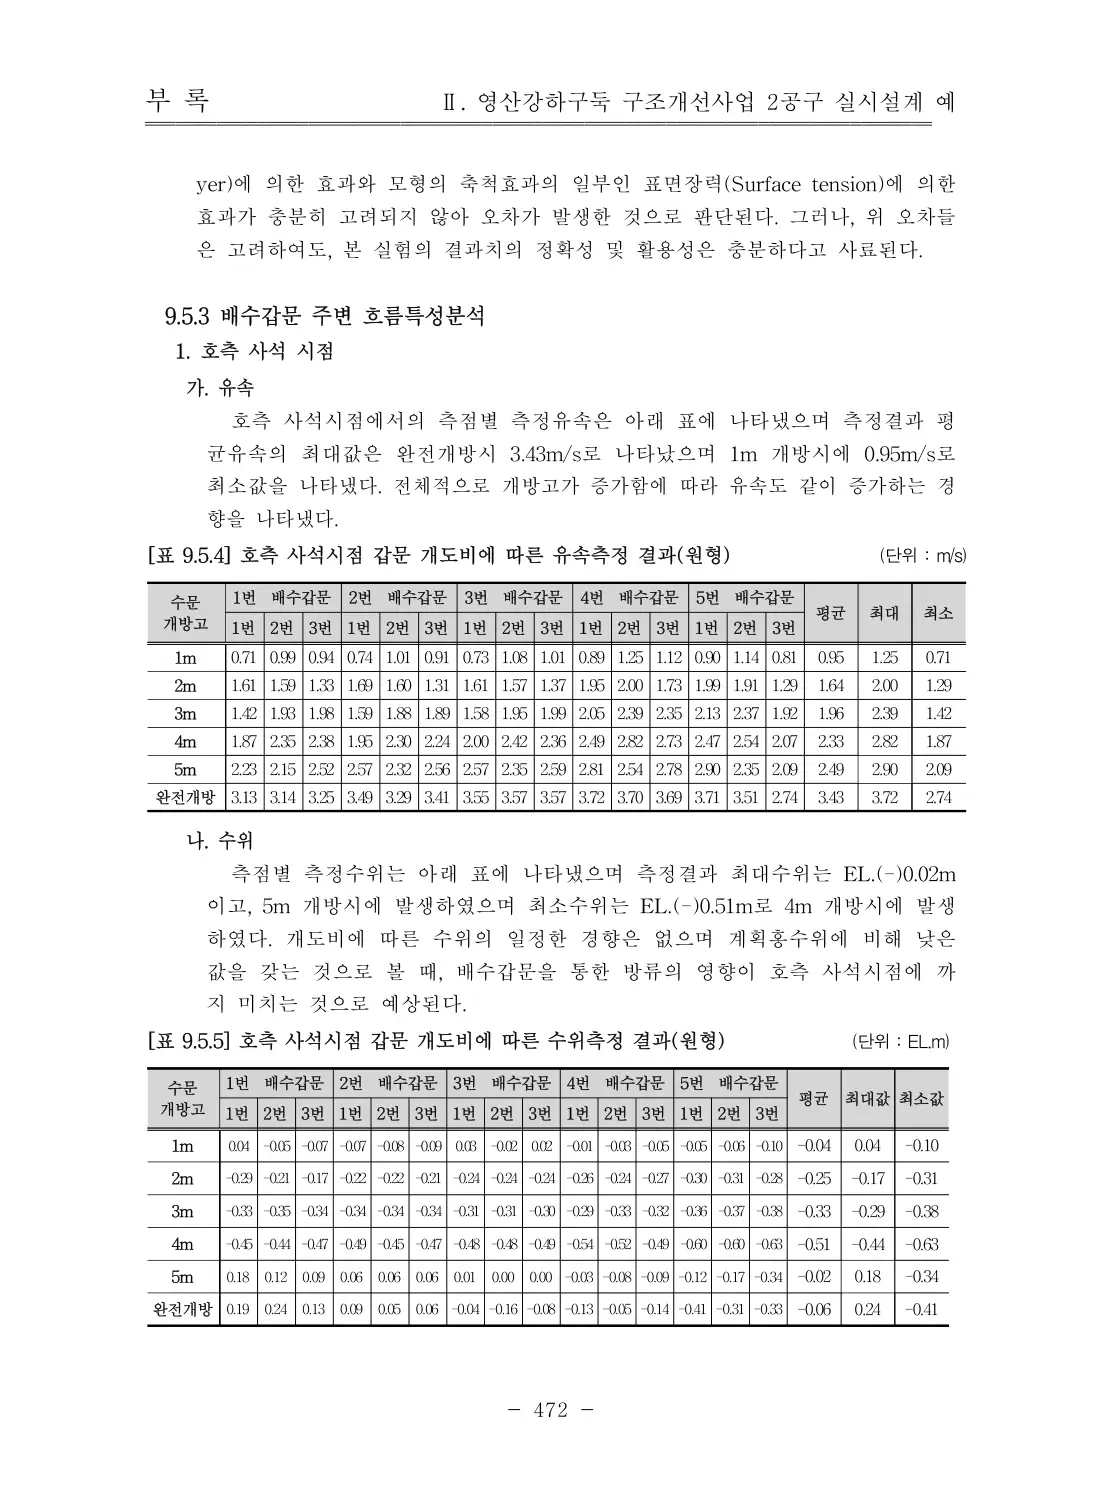 부 록 Ⅱ. 영산강하구둑 구조개선사업 2공구 실시설계 예
yer)에 의한 효과와 모형의 축척효과의 일부인 표면장력(Surface tension)에 의한
효과가 충분히 고려되지 않아 오차가 발생한 것으로 판단된다. 그러나, 위 오차들
은 고려하여도, 본 실험의 결과치의 정확성 및 활용성은 충분하다고 사료된다.
9.5.3 배수갑문 주변 흐름특성분석
1. 호측 사석 시점
가. 유속
호측 사석시점에서의 측점별 측정유속은 아래 표에 나타냈으며 측정결과 평
균유속의 최대값은 완전개방시 3.43m/s로 나타났으며 1m 개방시에 0.95m/s로
최소값을 나타냈다. 전체적으로 개방고가 증가함에 따라 유속도 같이 증가하는 경
향을 나타냈다.
[표 9.5.4] 호측 사석시점 갑문 개도비에 따른 유속측정 결과(원형) (단위 : m/s)
수문 개방고 1번 배수갑문 2번 배수갑문 3번 배수갑문 4번 배수갑문 5번 배수갑문 평균 최대 최소
1번 2번 3번 1번 2번 3번 1번 2번 3번 1번 2번 3번 1번 2번 3번
1m 0.71 0.99 0.94 0.74 1.01 0.91 0.73 1.08 1.01 0.89 1.25 1.12 0.90 1.14 0.81 0.95 1.25 0.71
2m 1.61 1.59 1.33 1.69 1.60 1.31 1.61 1.57 1.37 1.95 2.00 1.73 1.99 1.91 1.29 1.64 2.00 1.29
3m 1.42 1.93 1.98 1.59 1.88 1.89 1.58 1.95 1.99 2.05 2.39 2.35 2.13 2.37 1.92 1.96 2.39 1.42
4m 1.87 2.35 2.38 1.95 2.30 2.24 2.00 2.42 2.36 2.49 2.82 2.73 2.47 2.54 2.07 2.33 2.82 1.87
5m 2.23 2.15 2.52 2.57 2.32 2.56 2.57 2.35 2.59 2.81 2.54 2.78 2.90 2.35 2.09 2.49 2.90 2.09
완전개방 3.13 3.14 3.25 3.49 3.29 3.41 3.55 3.57 3.57 3.72 3.70 3.69 3.71 3.51 2.74 3.43 3.72 2.74
나. 수위
측점별 측정수위는 아래 표에 나타냈으며 측정결과 최대수위는 EL.(-)0.02m
이고, 5m 개방시에 발생하였으며 최소수위는 EL.(-)0.51m로 4m 개방시에 발생
하였다. 개도비에 따른 수위의 일정한 경향은 없으며 계획홍수위에 비해 낮은
값을 갖는 것으로 볼 때, 배수갑문을 통한 방류의 영향이 호측 사석시점에 까
지 미치는 것으로 예상된다.
[표 9.5.5] 호측 사석시점 갑문 개도비에 따른 수위측정 결과(원형) (단위 : EL.m)
수문 개방고 1번 배수갑문 2번 배수갑문 3번 배수갑문 4번 배수갑문 5번 배수갑문 평균 최대값 최소값
1번 2번 3번 1번 2번 3번 1번 2번 3번 1번 2번 3번 1번 2번 3번
1m 0.04 -0.05 -0.07 -0.07 -0.08 -0.09 0.03 -0.02 0.02 -0.01 -0.03 -0.05 -0.05 -0.06 -0.10 -0.04 0.04 -0.10
2m -0.29 -0.21 -0.17 -0.22 -0.22 -0.21 -0.24 -0.24 -0.24 -0.26 -0.24 -0.27 -0.30 -0.31 -0.28 -0.25 -0.17 -0.31
3m -0.33 -0.35 -0.34 -0.34 -0.34 -0.34 -0.31 -0.31 -0.30 -0.29 -0.33 -0.32 -0.36 -0.37 -0.38 -0.33 -0.29 -0.38
4m -0.45 -0.44 -0.47 -0.49 -0.45 -0.47 -0.48 -0.48 -0.49 -0.54 -0.52 -0.49 -0.60 -0.60 -0.63 -0.51 -0.44 -0.63
5m 0.18 0.12 0.09 0.06 0.06 0.06 0.01 0.00 0.00 -0.03 -0.08 -0.09 -0.12 -0.17 -0.34 -0.02 0.18 -0.34
완전개방 0.19 0.24 0.13 0.09 0.05 0.06 -0.04 -0.16 -0.08 -0.13 -0.05 -0.14 -0.41 -0.31 -0.33 -0.06 0.24 -0.41
- 472 -